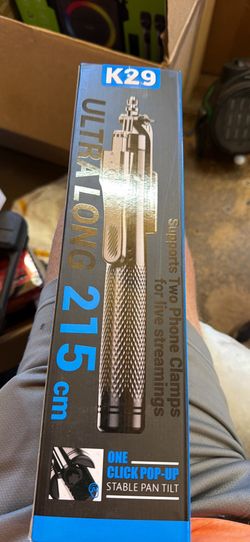 K29
ULTRA LONG 215 cm
Supports Two Phone Clamps
for live streamings
ONE
CLICK POP-UP
STABLE PAN TILT